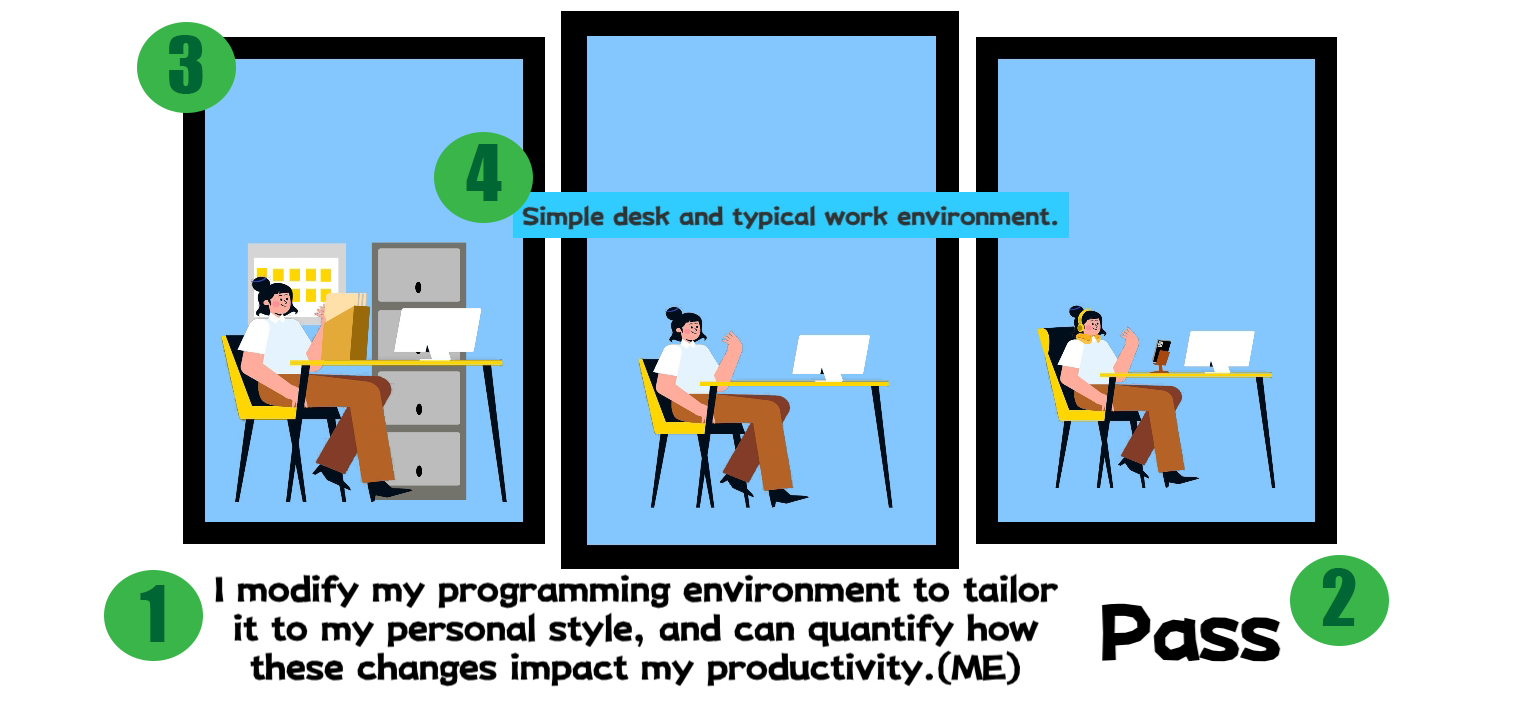 3
4
Simple desk and typical work environment.
1
I modify my programming environment to tailor
it to my personal style, and can quantify how
these changes impact my productivity.(ME)
Pass
2